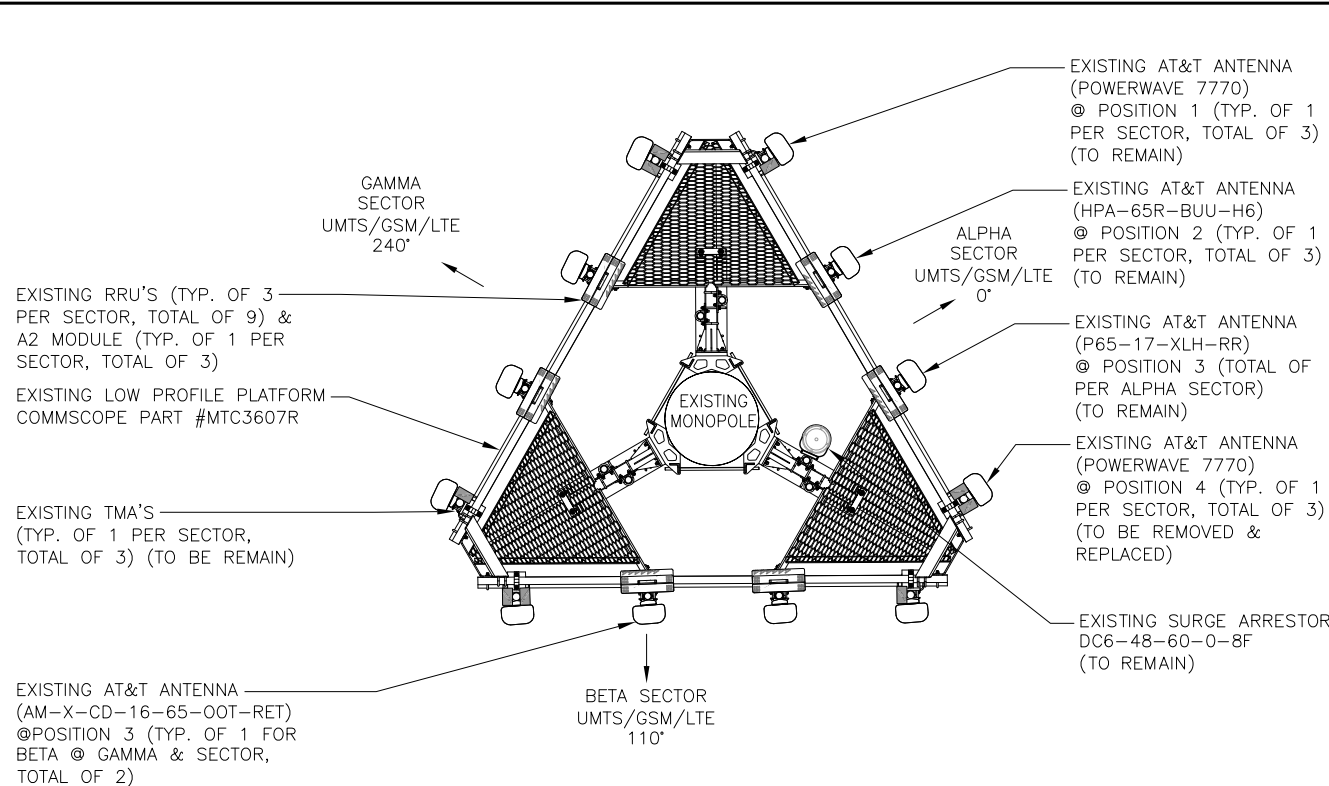 EXISTING AT&T ANTENNA
(POWERWAVE 7770)
@ POSITION 1 (TYP. OF 1
PER SECTOR, TOTAL OF 3)
(TO REMAIN)
GAMMA
SECTOR
UMTS/GSM/LTE
240°
EXISTING AT&T ANTENNA
(HPA-65R-BUU-H6)
@ POSITION 2 (TYP. OF 1
PER SECTOR, TOTAL OF 3)
(TO REMAIN)
ALPHA
SECTOR
UMTS/GSM/LTE
0°
EXISTING RRU'S (TYP. OF 3
PER SECTOR, TOTAL OF 9) &
A2 MODULE (TYP. OF 1 PER
SECTOR, TOTAL OF 3)
EXISTING AT&T ANTENNA
(P65-17-XLH-RR)
@ POSITION 3 (TOTAL OF
PER ALPHA SECTOR)
(TO REMAIN)
EXISTING LOW PROFILE PLATFORM
COMMSCOPE PART #MTC3607R
EXISTING
MONOPOLE
EXISTING AT&T ANTENNA
(POWERWAVE 7770)
@ POSITION 4 (TYP. OF 1
PER SECTOR, TOTAL OF 3)
(TO BE REMOVED &
REPLACED)
EXISTING TMA'S
(TYP. OF 1 PER SECTOR,
TOTAL OF 3) (TO BE REMAIN)
EXISTING SURGE ARRESTOR
DC6-48-60-0-8F
(TO REMAIN)
EXISTING AT&T ANTENNA
(AM-X-CD-16-65-OOT-RET)
@POSITION 3 (TYP. OF 1 FOR
BETA @ GAMMA & SECTOR,
TOTAL OF 2)
BETA SECTOR
UMTS/GSM/LTE
110°